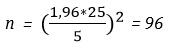 n = (1,96*25/5)² = 96